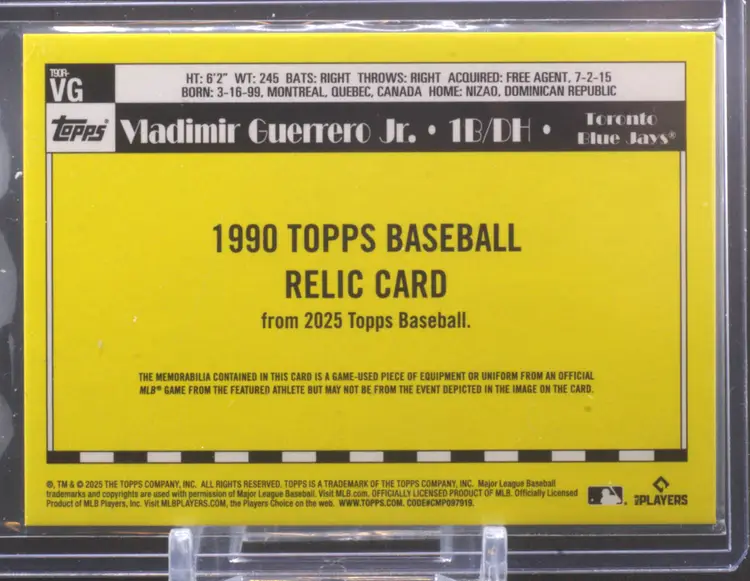 T90R-
VG
HT: 6'2" WT: 245 BATS: RIGHT THROWS: RIGHT ACQUIRED: FREE AGENT, 7-2-15
BORN: 3-16-99, MONTREAL, QUEBEC, CANADA HOME: NIZAO, DOMINICAN REPUBLIC
topps® Vladimir Guerrero Jr. • 1B/DH • Toronto
Blue Jays®
1990 TOPPS BASEBALL
RELIC CARD
from 2025 Topps Baseball.
THE MEMORABILIA CONTAINED IN THIS CARD IS A GAME-USED PIECE OF EQUIPMENT OR UNIFORM FROM AN OFFICIAL
MLB® GAME FROM THE FEATURED ATHLETE BUT MAY NOT BE FROM THE EVENT DEPICTED IN THE IMAGE ON THE CARD.
®, TM & © 2025 THE TOPPS COMPANY, INC. ALL RIGHTS RESERVED. TOPPS IS A TRADEMARK OF THE TOPPS COMPANY, INC. Major League Baseball
trademarks and copyrights are used with permission of Major League Baseball. Visit MLB.com. OFFICIALLY LICENSED PRODUCT OF MLB. Officially Licensed
Product of MLB Players, Inc. Visit MLBPLAYERS.COM, the Players Choice on the web. WWW.TOPPS.COM. CODE#CMP097919.
MLB PLAYERS